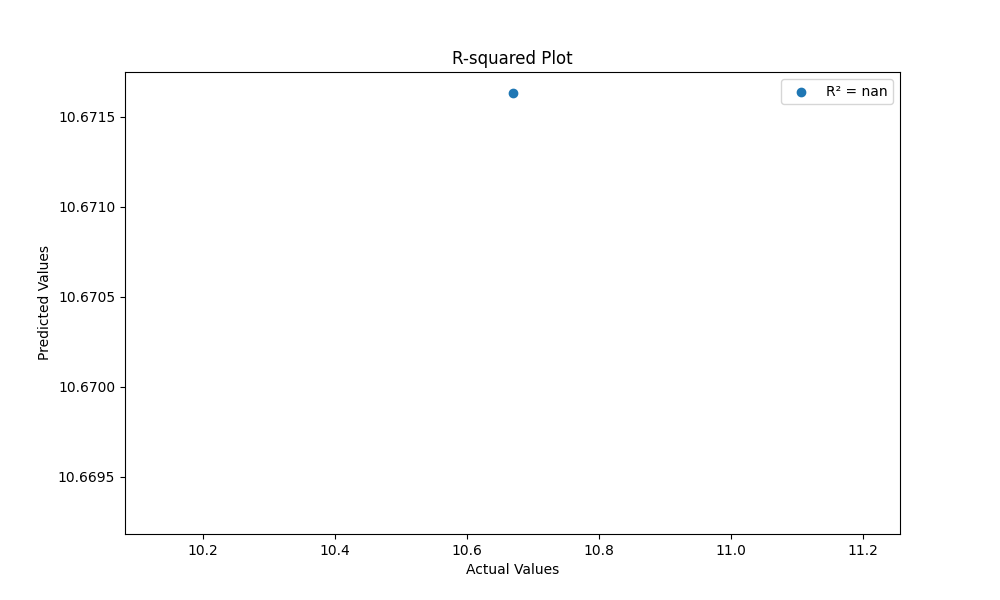 R-squared Plot
R² = nan
10.6715
10.6710
10.6705
10.6700
10.6695
Predicted Values
10.2 10.4 10.6 10.8 11.0 11.2
Actual Values